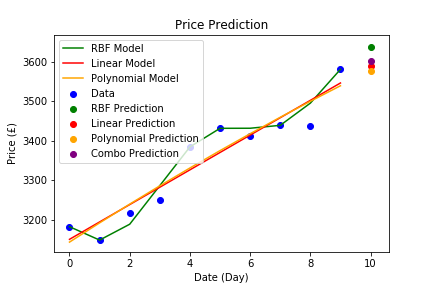 Price Prediction
RBF Model
Linear Model
Polynomial Model
Data
RBF Prediction
Linear Prediction
Polynomial Prediction
Combo Prediction
Price (£)
3600
3500
3400
3300
3200
0 2 4 6 8 10
Date (Day)